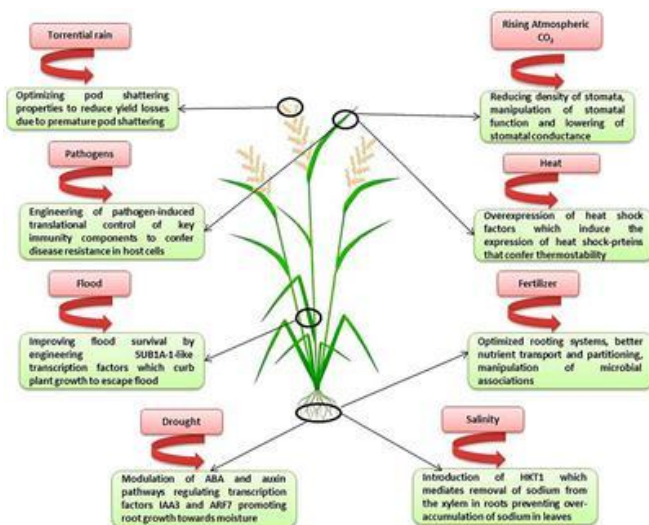 Torrential rain
Optimizing pod shattering
properties to reduce yield losses
due to premature pod shattering
Pathogens
Engineering of pathogen-induced
translational control of key
immunity components to confer
disease resistance in host cells
Flood
Improving flood survival by
engineering SUB1A-1-like
transcription factors which curb
plant growth to escape flood
Drought
Modulation of ABA and auxin
pathways regulating transcription
factors IAA3 and ARF7 promoting
root growth towards moisture
Rising Atmospheric
CO₂
Reducing density of stomata,
manipulation of stomatal
function and lowering of
stomatal conductance
Heat
Overexpression of heat shock
factors which induce the
expression of heat shock-prteins
that confer thermostability
Fertilizer
Optimized rooting systems, better
nutrient transport and partitioning,
manipulation of microbial
associations
Salinity
Introduction of HKT1 which
mediates removal of sodium from
the xylem in roots preventing over-
accumulation of sodium in leaves